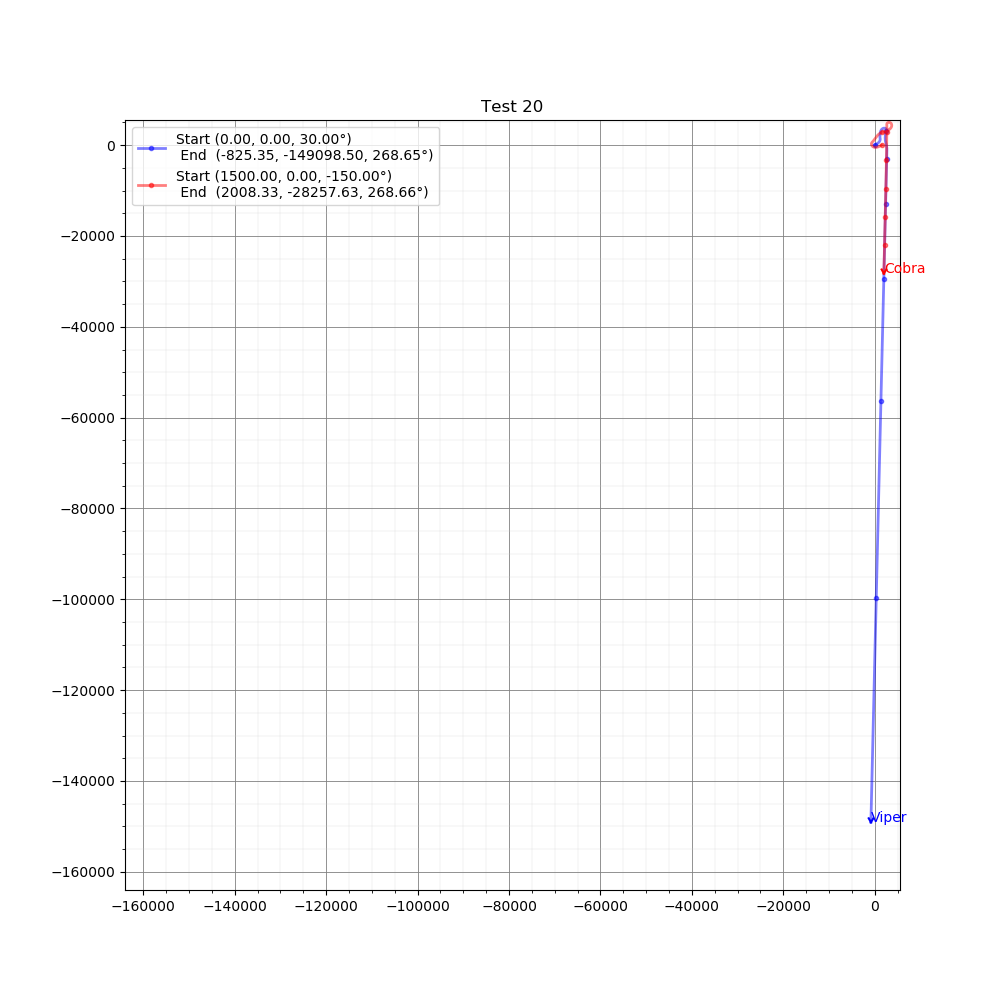 Test 20
Start (0.00, 0.00, 30.00°)
End (-825.35, -149098.50, 268.65°)
Start (1500.00, 0.00, -150.00°)
End (2008.33, -28257.63, 268.66°)
0
−20000
−40000
−60000
−80000
−100000
−120000
−140000
−160000
Cobra
Viper
−160000 −140000 −120000 −100000 −80000 −60000 −40000 −20000 0